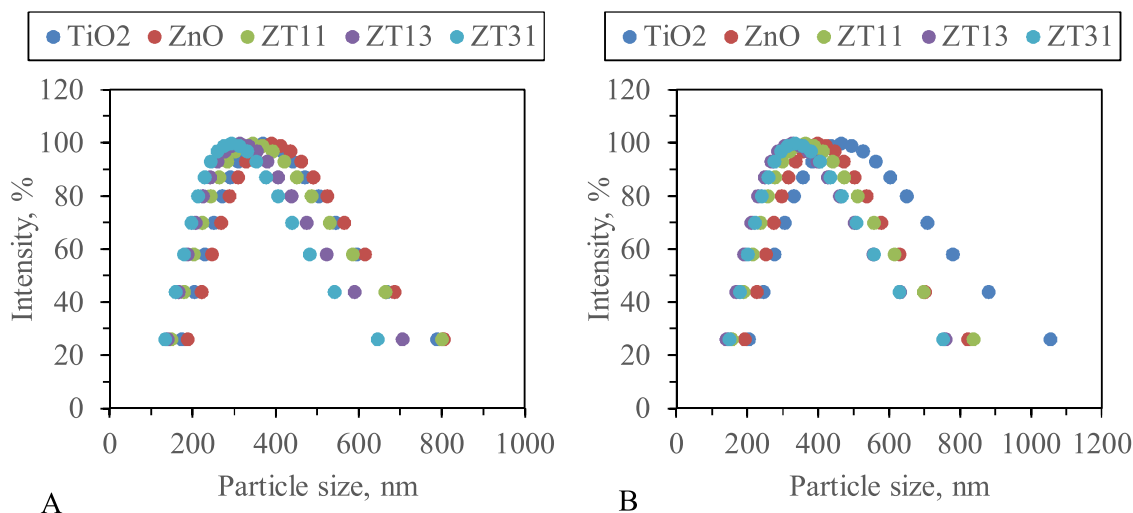 TiO2 ZnO ZT11 ZT13 ZT31
120
100
80
60
40
20
0
Intensity, %
0 200 400 600 800 1000
Particle size, nm
A
TiO2 ZnO ZT11 ZT13 ZT31
120
100
80
60
40
20
0
Intensity, %
0 200 400 600 800 1000 1200
Particle size, nm
B